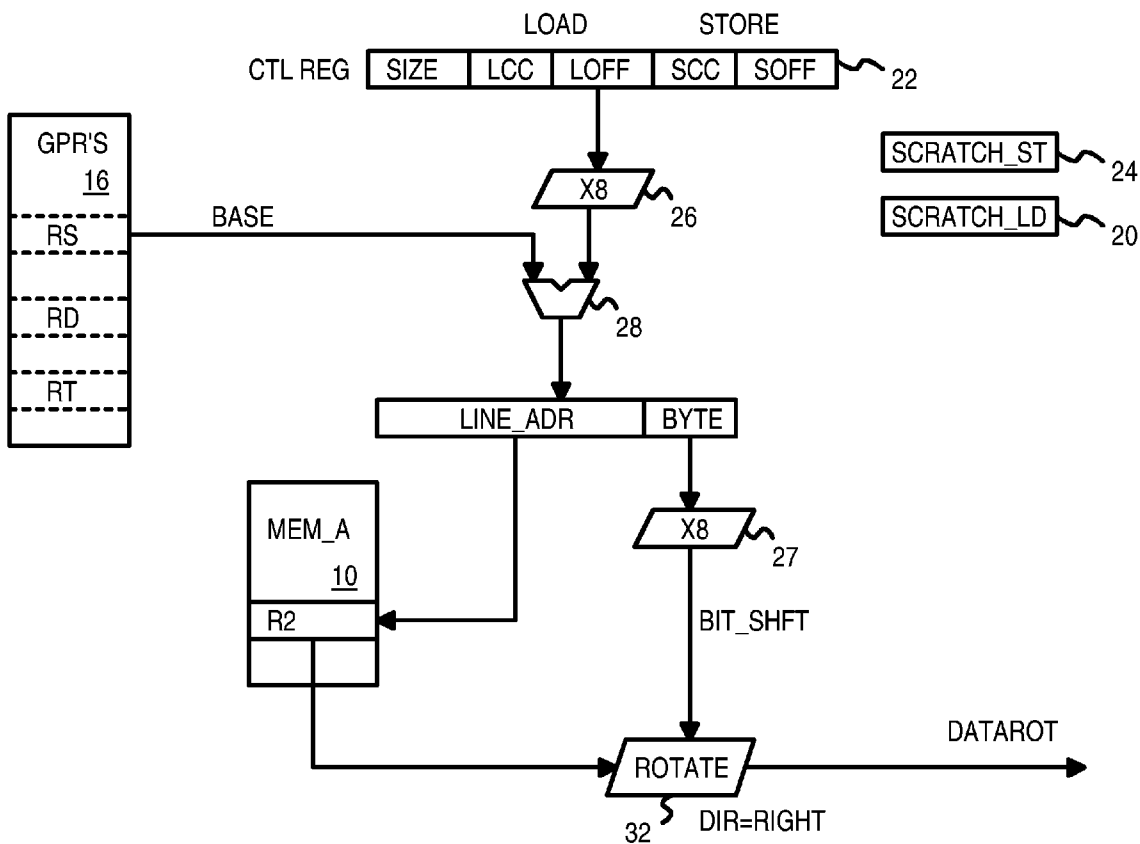 LOAD STORE
CTL REG SIZE LCC LOFF SCC SOFF 22
GPR'S
16
SCRATCH_ST 24
X8 26
SCRATCH_LD 20
RS BASE
28
RD
RT
LINE_ADR BYTE
X8 27
MEM_A
10
R2
BIT_SHFT
DATAROT
ROTATE
32 DIR=RIGHT